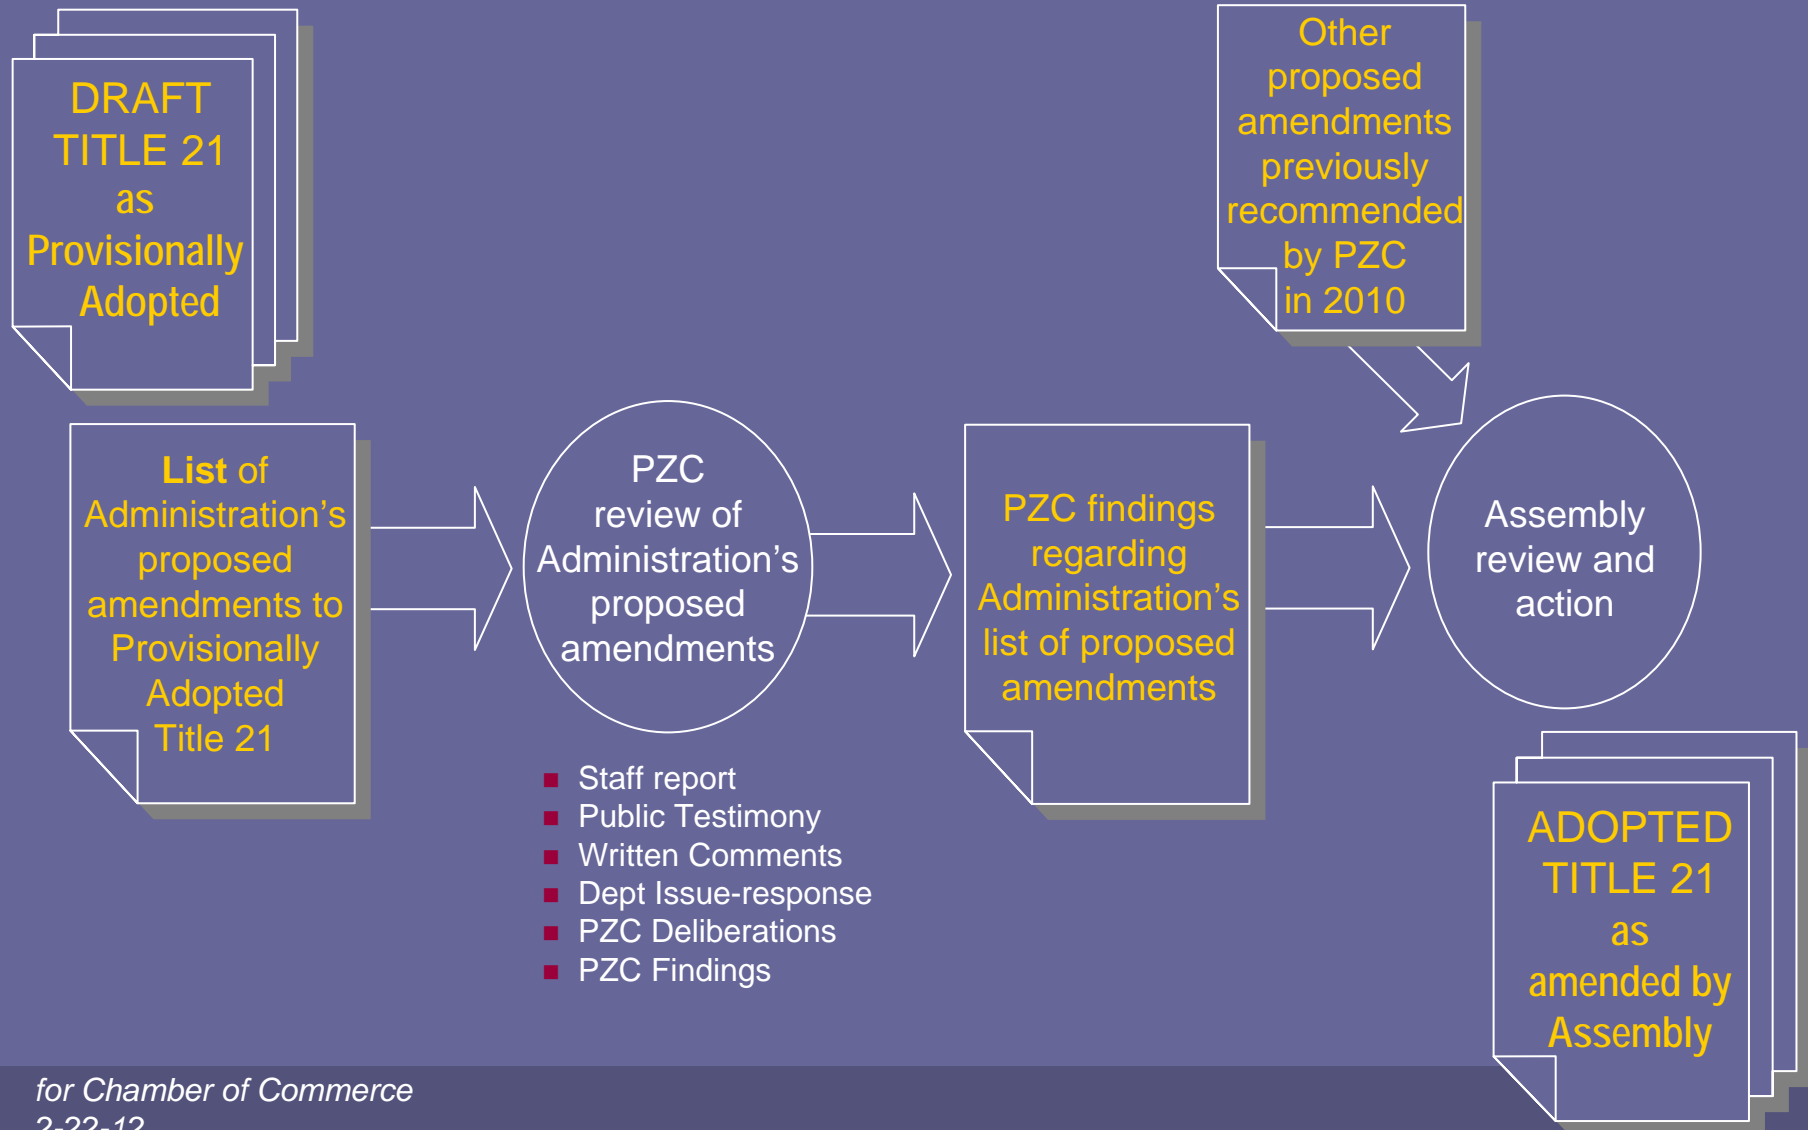 DRAFT
TITLE 21
as
Provisionally
Adopted
Other
proposed
amendments
previously
recommended
by PZC
in 2010
List of
Administration’s
proposed
amendments to
Provisionally
Adopted
Title 21
PZC
review of
Administration’s
proposed
amendments
PZC findings
regarding
Administration’s
list of proposed
amendments
Assembly
review and
action
Staff report
Public Testimony
Written Comments
Dept Issue-response
PZC Deliberations
PZC Findings
ADOPTED
TITLE 21
as
amended by
Assembly
for Chamber of Commerce
2-22-12